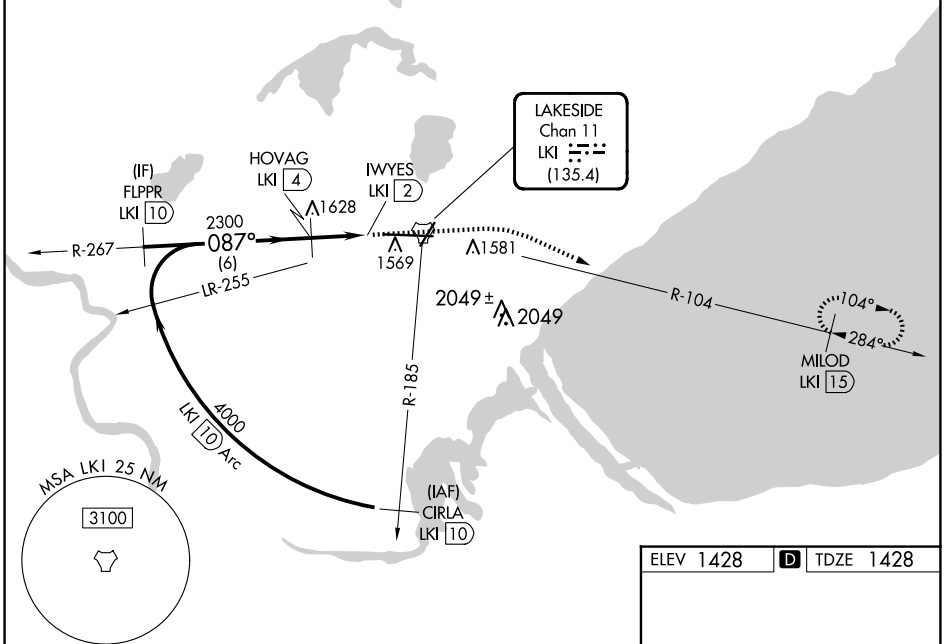 LAKESIDE
Chan 11
LKI
(135.4)
(IF)
FLPPR
LKI 10
HOVAG
LKI 4
IWYES
LKI 2
1628
2300
087°
(6)
R-267
LR-255
1569
1581
2049 ±
2049
R-104
104°
284°
MILOD
LKI 15
R-185
4000
LKI 10 Arc
(IAF)
CIRLA
LKI 10
MSA LKI 25 NM
3100
ELEV 1428 D TDZE 1428